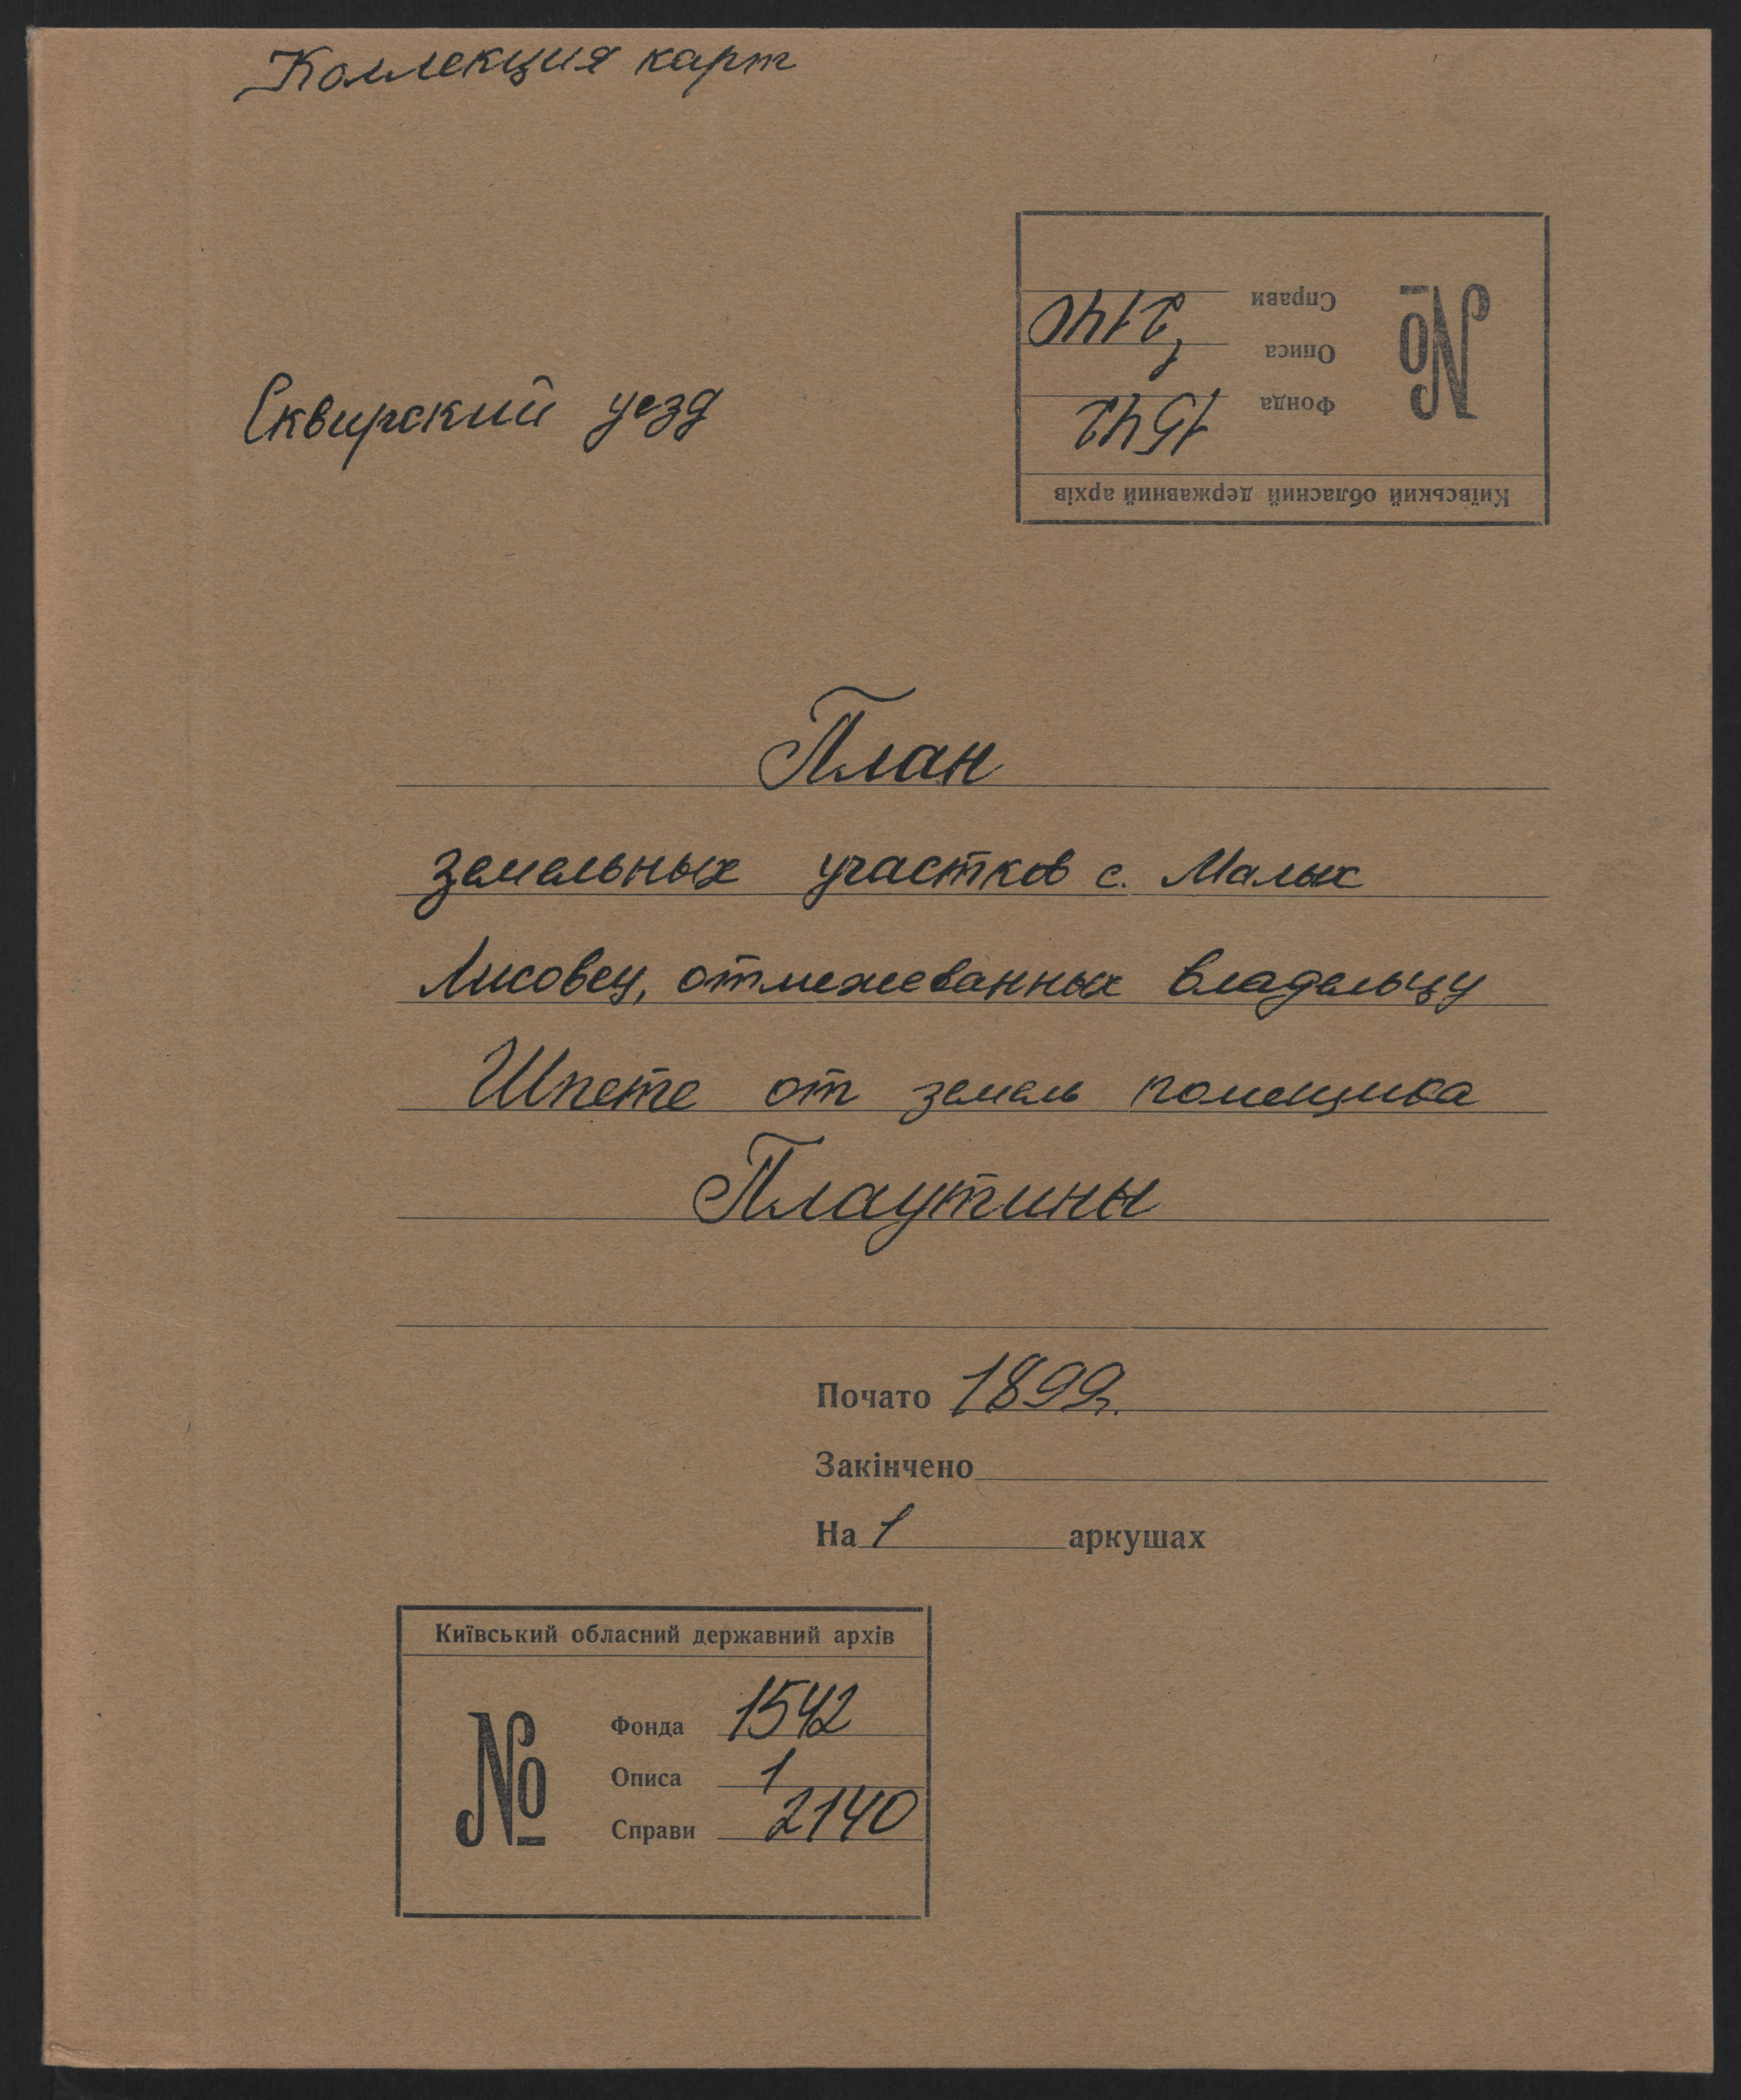 Коллекция карт
Київський обласний державний архів
№
Фонда 1542
Описа 1
Справи 2140
Сквирский уезд
План
земельных участков с. Малых
Лисовец, отмежеванных владельцу
Шпете от земель помещика
Плаутины
Почато 1899г.
Закінчено
На 1 аркушах
Київський обласний державний архів
№
Фонда 1542
Описа 1
Справи 2140